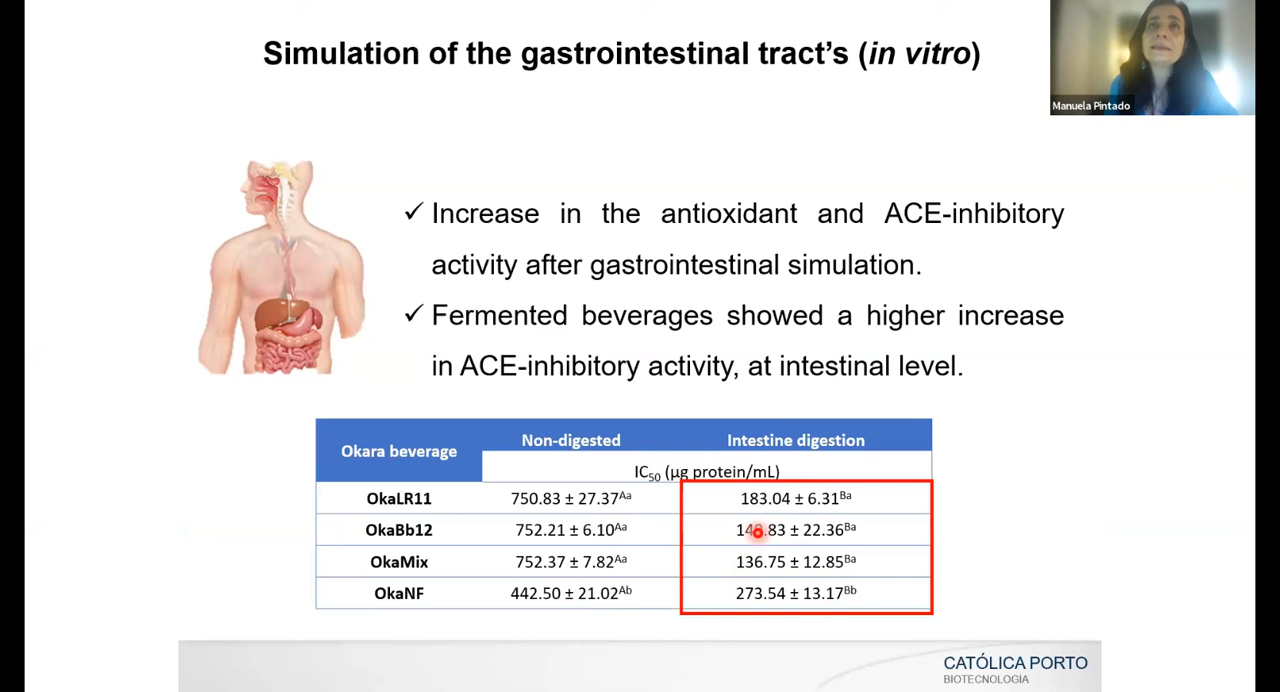 Simulation of the gastrointestinal tract's (in vitro)
Manuela Pintado
✓ Increase in the antioxidant and ACE-inhibitory
activity after gastrointestinal simulation.
✓ Fermented beverages showed a higher increase
in ACE-inhibitory activity, at intestinal level.
Okara beverage Non-digested Intestine digestion
IC50 (µg protein/mL)
OkaLR11 750.83 ± 27.37Aa 183.04 ± 6.31Ba
OkaBb12 752.21 ± 6.10Aa ± 22.36Ba
OkaMix 752.37 ± 7.82Aa 136.75 ± 12.85Ba
OkaNF 442.50 ± 21.02Ab 273.54 ± 13.17Bb
CATÓLICA PORTO
BIOTECNOLOGIA